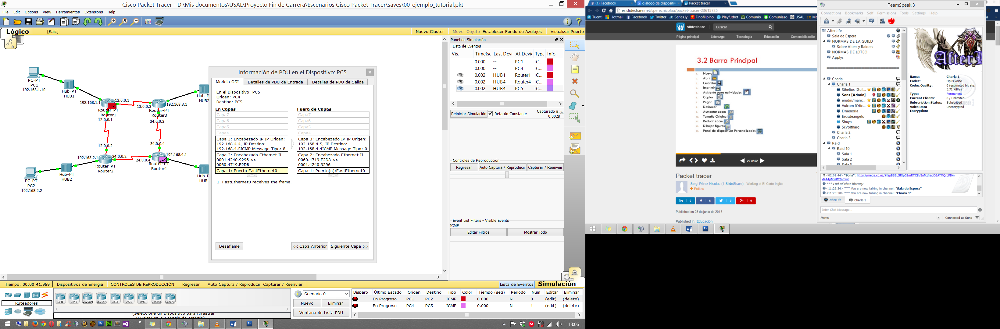 Cisco Packet Tracer - D:\Mis documentos\USAL\Proyecto Fin de Carrera\Escenarios Cisco Packet Tracer\saves\00-ejemplo_tutorial.pkt
File Edit Options View Herramientas Extensions Help
Lógico [Raíz] Nuevo Cluster Mover Objeto Establecer Fondo de Azulejos Visualizar Puerto
PC-PT
PC1
192.168.1.10
Hub-PT
HUB1
192.168.1.1
13.0.0.1
Router-PT
Router1
12.0.0.1
13.0.0.3
192.168.3.1
Router-PT
Router3
34.0.0.3
HUB3
12.0.0.2
34.0.0.4
192.168.2.1
24.0.0.2
24.0.0.4
192.168.4.1
Router-PT
Router2
Router-PT
Router4
Hub-PT
HUB2
PC-PT
PC2
192.168.2.2
Información de PDU en el Dispositivo: PC5
Modelo OSI Detalles de PDU de Entrada Detalles de PDU de Salida
En el Dispositivo: PC5
Origen: PC4
Destino: PC5
En Capas Fuera de Capas
Capa7 Capa7
Capa6 Capa6
Capa5 Capa5
Capa4 Capa4
Capa 3: Encabezado IP IP Origen: 192.168.4.4, IP Destino: 192.168.4.5ICMP Message Tipo: 8
Capa 3: Encabezado IP IP Origen: 192.168.4.5, IP Destino: 192.168.4.4ICMP Message Tipo: 0
Capa 2: Encabezado Ethernet II 0001.4240.9296 >> 0060.4719.E2D8
Capa 2: Encabezado Ethernet II 0060.4719.E2D8 >> 0001.4240.9296
Capa 1: Puerto FastEthernet0 Capa 1: Puerto(s):FastEthernet0
1. FastEthernet0 receives the frame.
Desafíame << Capa Anterior Siguiente Capa >>
Panel de Simulación
Lista de Eventos
Vis. Time(se Last Devi At Devic Type Info
0.000 -- PC1 IC...
0.000 -- PC4 IC...
0.002 HUB1 Router1 IC...
0.002 HUB4 Router4 IC...
0.002 HUB4 PC5 IC...
Reiniciar Simulación Retardo Constante Capturado a: 0.002s
Controles de Reproducción
Regresar Auto Captura / Reproducir Capturar / Reenviar
Event List Filters - Visible Events
ICMP
Editar Filtros Mostrar Todo
Tiempo: 00:00:41.959 Dispositivos de Energía CONTROLES DE REPRODUCCIÓN: Regresar Auto Captura / Reproducir Capturar / Reenviar Lista de Eventos Simulación
Ruteadores
1841 1941 2620XM 2621XM 2811 2901 2911 Generic Generic
(Seleccione un Dispositivo para Arrastrar
y Soltar en el Espacio de Trabajo)
Scenario 0
Nuevo Eliminar
Ventana de Lista PDU
Disparo Último Estado Origen Destino Tipo Color Tiempo (seg) Periodo Num Editar Eliminar
En Progreso PC1 PC2 ICMP 0.000 N 0 (edit) (delete)
En Progreso PC4 PC5 ICMP 0.000 N 1 (edit) (delete)
13:06
(1) Facebook diálogo de dispositiv Packet tracer
es.slideshare.net/spereznicolau/packet-tracer-23615725
Tuenti Hotmail Facebook Twitter Series.ly Finofilipino Playfutbet Comunio Comuniazo USAL
slideshare Buscar
Página principal Liderazgo Tecnología Educación Comercialización
3.2 Barra Principal
1. Nuevo
2. Abrir
3. Guardar
4. Imprimir
5. Asistente para actividades
6. Copiar
7. Pegar
8. Deshacer
9. Aumentar zoom
10. Tamaño Original
11. Reducir Zoom
12. Dibujar figuras
13. Panel de dispositivos Personalizados
27 of 92
Packet tracer
Sergi Pérez Nicolau (1 SlideShare) , Working at El Corte Inglés
+ Follow
0 6 0 0
Published on 28 de junio de 2013
Published in: Educación
TeamSpeak 3
Connections Bookmarks Self Permissions Tools Settings Help
AfterLife
Sala de Espera
NORMAS DE LA GUILD
Sobre Alters y Raiders
NORMAS DE LOTEO
Applys
Charla
Charla 1
Sthelios [Guil...
Sons [Admin]
erudin/marix...
Vulcam [Ofic...
Draenoria
Erosdeangelo
Shuya
ScVoltharg
Charla 2
Charla 3
Raid
Raid 10
Sala 1
Sala 2
Sala 3
Name: Charla 1
Codec: Opus Voice
Codec Quality: 6 (estimated bitrate: 5.71 KiB/s)
Type: Permanent
Current Clients: 8 / Unlimited
Subscription Status: Subscribed
Voice Data Encryption: Unencrypted
<02:01:44> "Sons":
*** End of chat history
<11:25:34> *** You are now talking in channel: "Sala de Espera"
<11:25:38> *** You are now talking in channel: "Charla 1"
AfterLife Charla 1
Enter Chat Message...
News: Connected as Sons